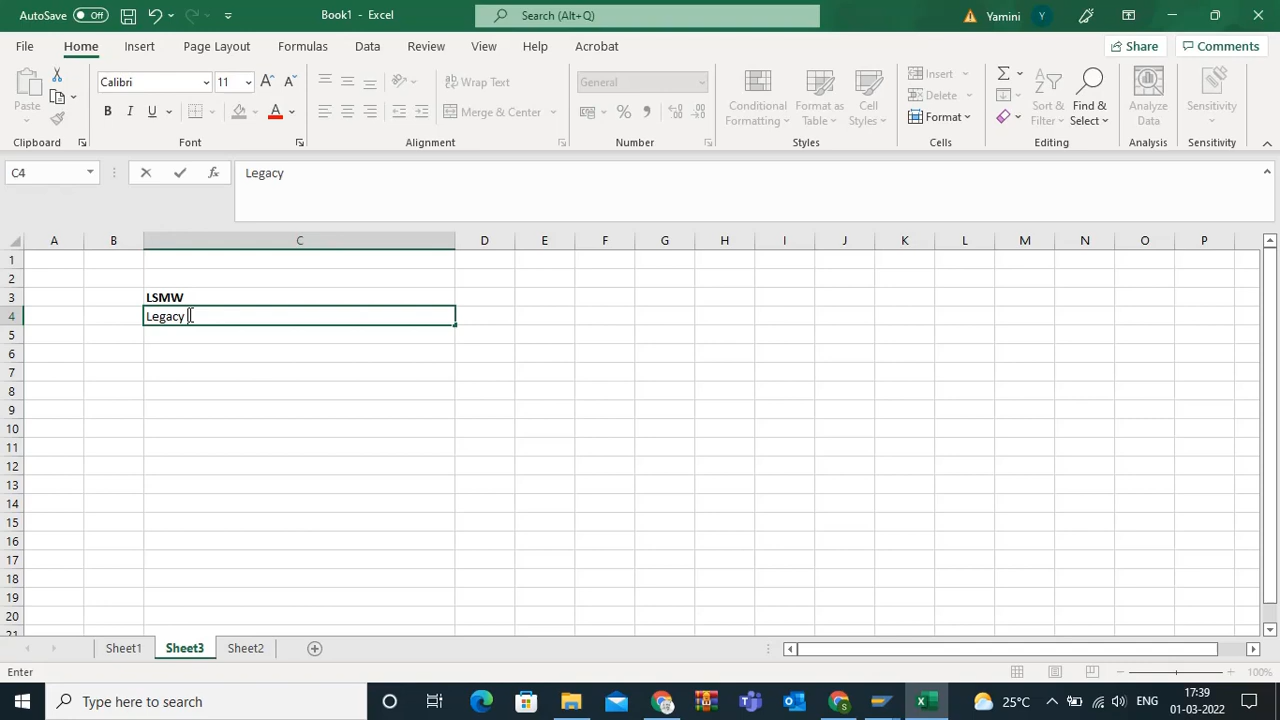 AutoSave Off Book1 - Excel Search (Alt+Q) Yamini Y
File Home Insert Page Layout Formulas Data Review View Help Acrobat Share Comments
Paste Calibri 11 A A Wrap Text General Conditional Formatting Format as Table Cell Styles Insert Sort & Filter Find & Select Analyze Data Sensitivity
B I U A Merge & Center % Delete
Format
Clipboard Font Alignment Number Styles Cells Editing Analysis Sensitivity
C4 fx Legacy
A B C D E F G H I J K L M N O P
1
2
3 LSMW
4 Legacy
5
6
7
8
9
10
11
12
13
14
15
16
17
18
19
20
21
Sheet1 Sheet3 Sheet2
Enter 100%
Type here to search 25°C ENG 17:39
01-03-2022